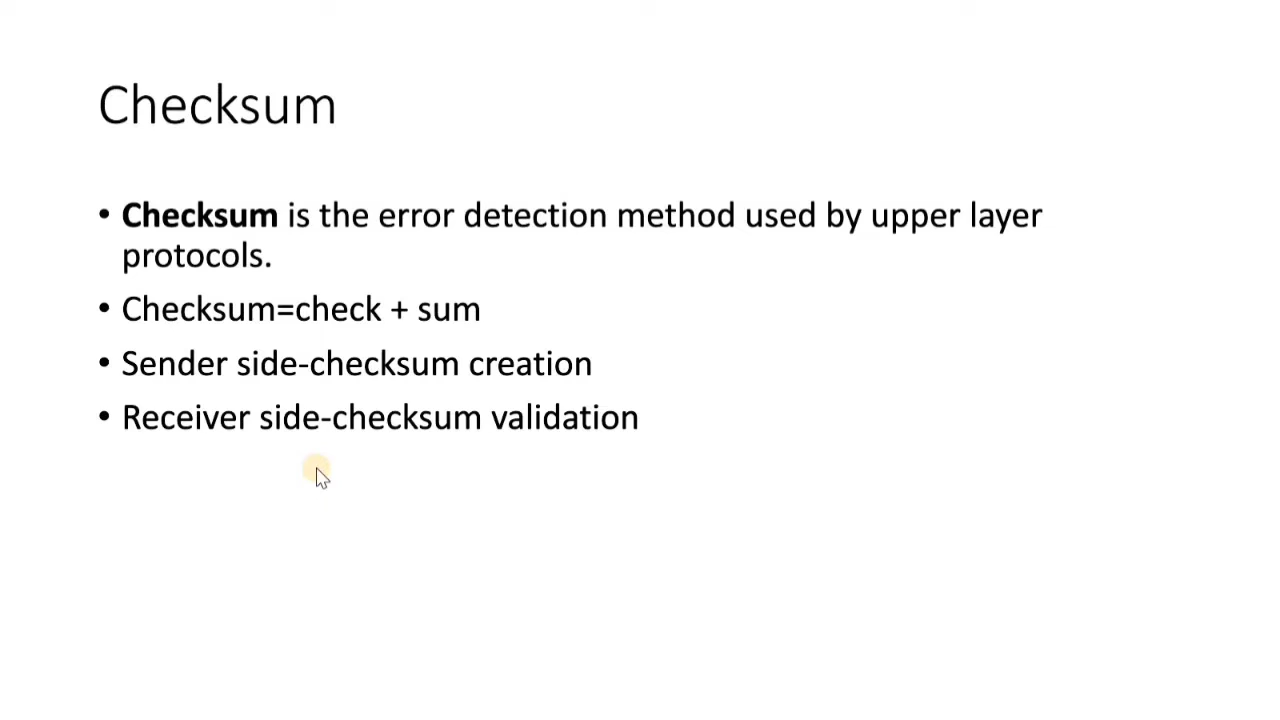 Checksum
• Checksum is the error detection method used by upper layer
protocols.
• Checksum=check + sum
• Sender side-checksum creation
• Receiver side-checksum validation